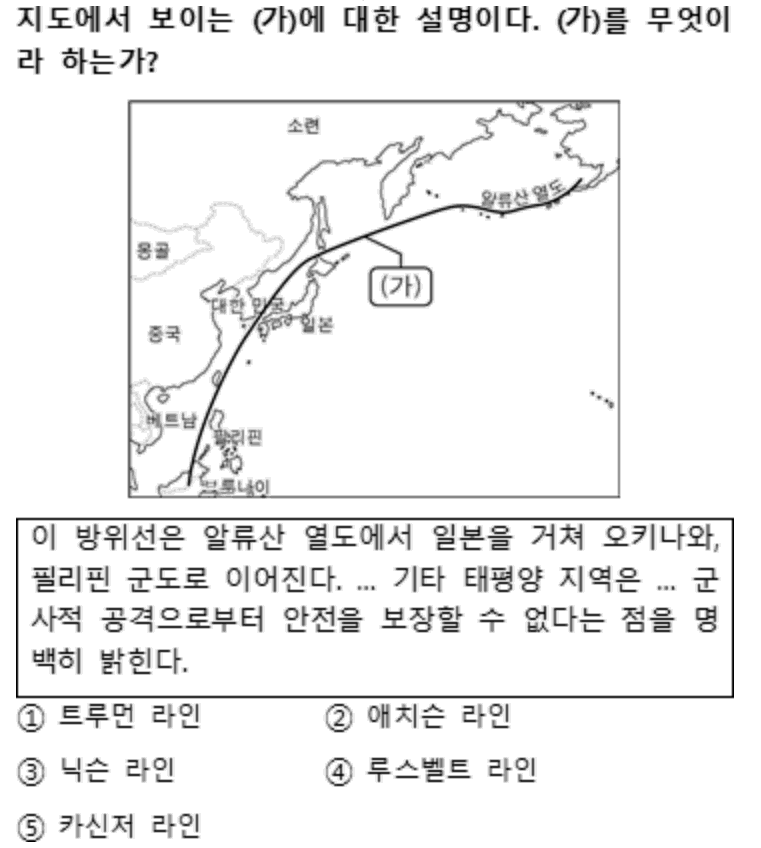 지도에서 보이는 (가)에 대한 설명이다. (가)를 무엇이
라 하는가?
소련
알류산 열도
몽골
(가)
대한 민국
일본
중국
베트남
필리핀
브루나이
이 방위선은 알류산 열도에서 일본을 거쳐 오키나와,
필리핀 군도로 이어진다. ... 기타 태평양 지역은 ... 군
사적 공격으로부터 안전을 보장할 수 없다는 점을 명
백히 밝힌다.
① 트루먼 라인 ② 애치슨 라인
③ 닉슨 라인 ④ 루스벨트 라인
⑤ 카신저 라인